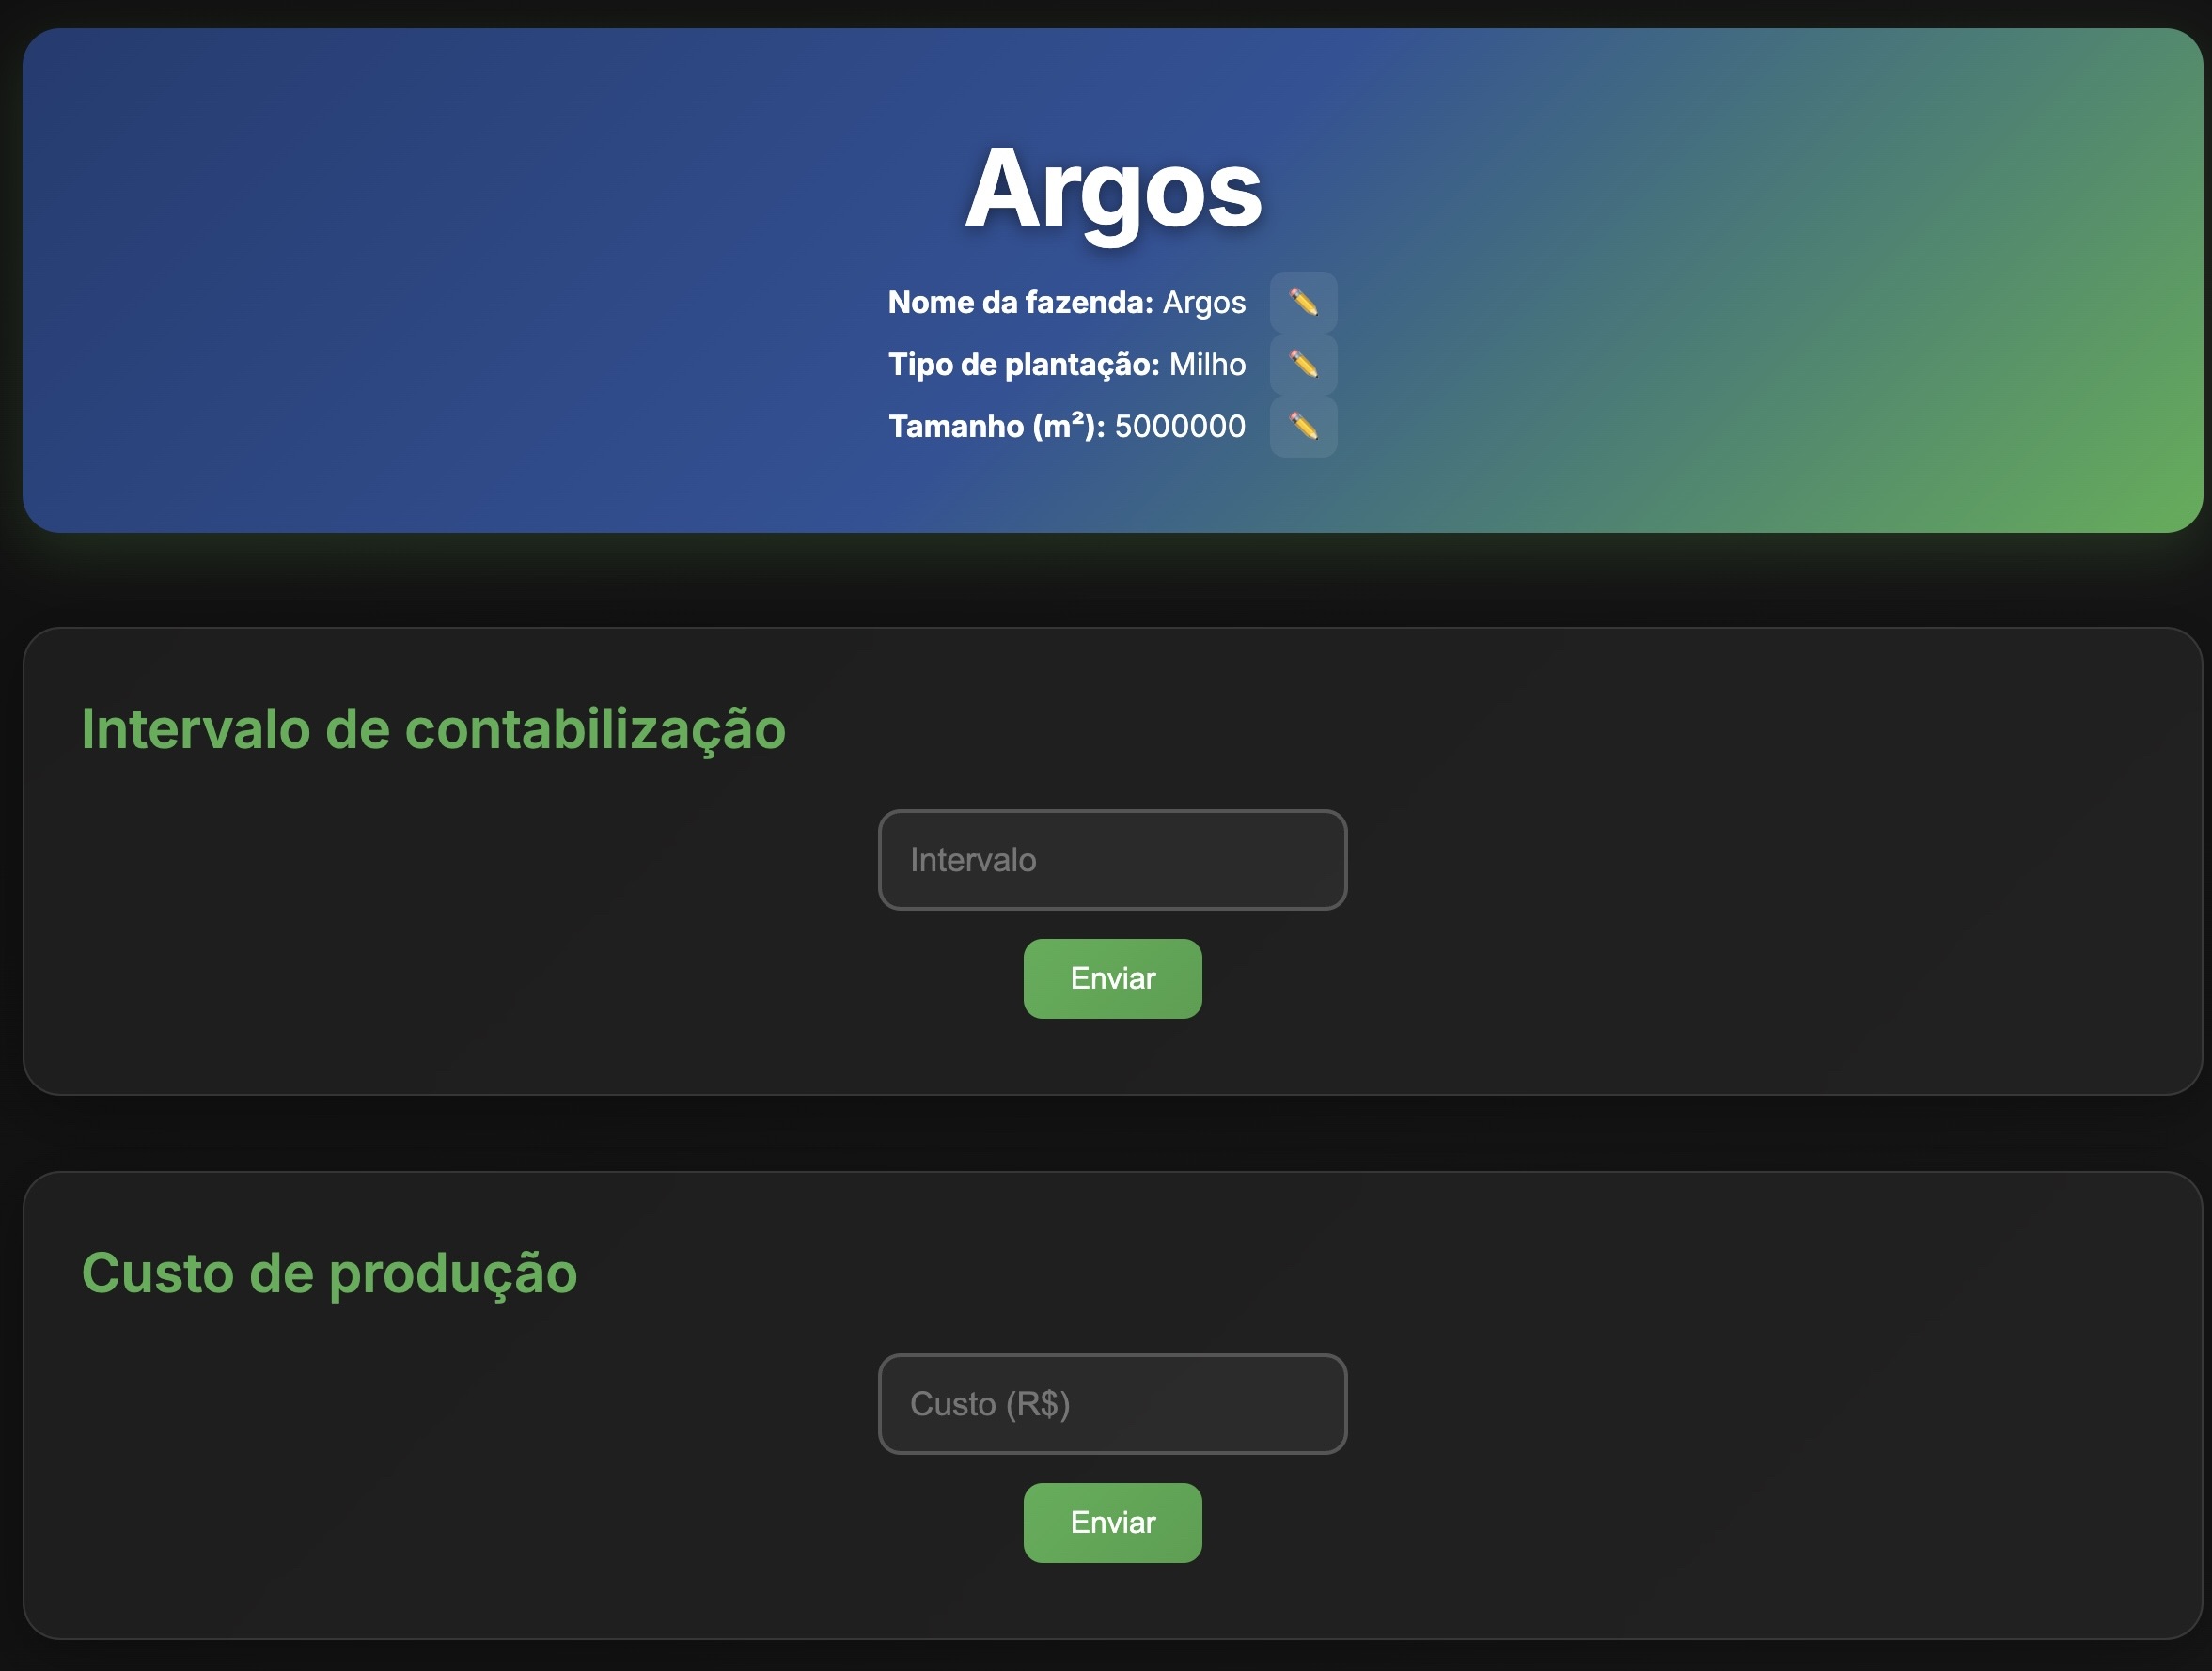 Argos
Nome da fazenda: Argos
Tipo de plantação: Milho
Tamanho (m²): 5000000
Intervalo de contabilização
Intervalo
Enviar
Custo de produção
Custo (R$)
Enviar